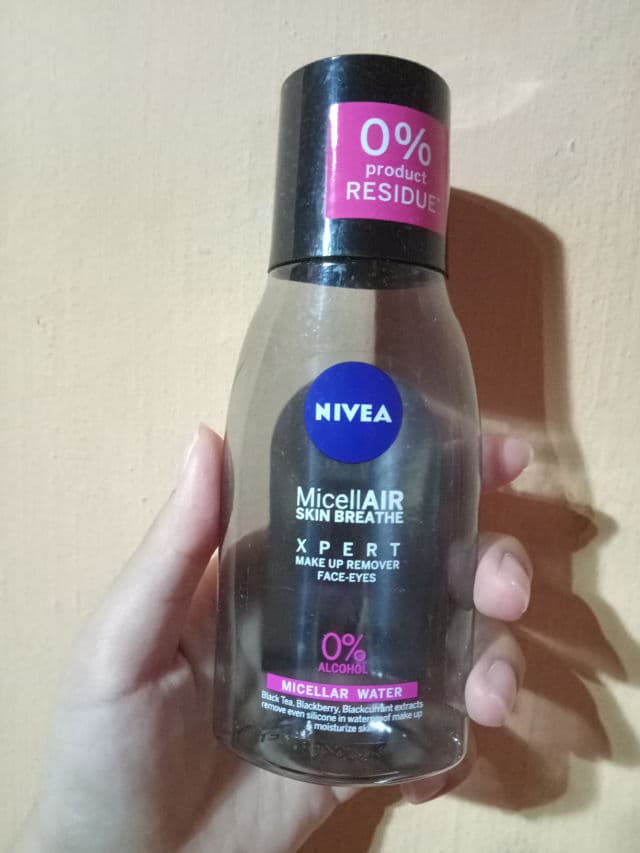 0%
product
RESIDUE
NIVEA
MicellAIR
SKIN BREATHE
XPERT
MAKE UP REMOVER
FACE-EYES
0%
ALCOHOL
MICELLAR WATER
Black Tea, Blackberry, Blackcurrant extracts
remove even silicone in waterproof make up
& moisturize